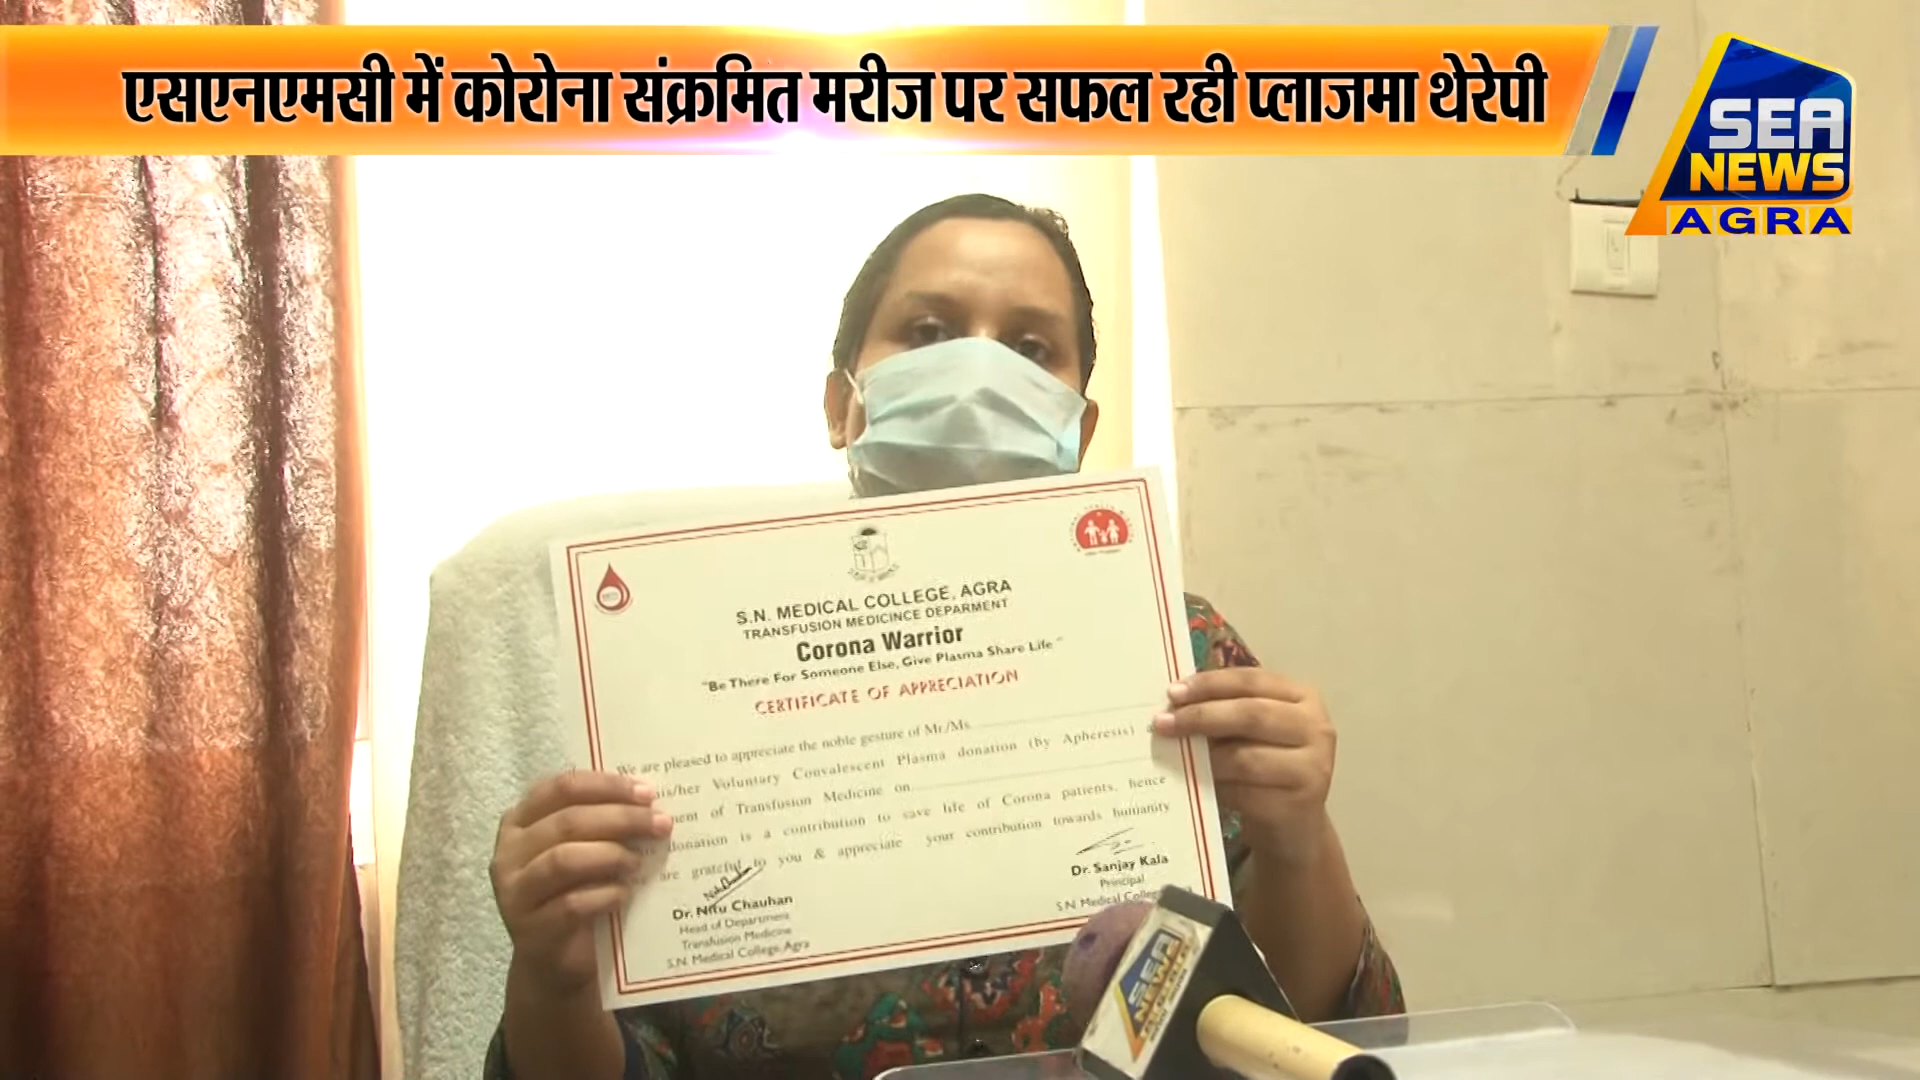 एसएनएमसी में कोरोना संक्रमित मरीज पर सफल रही प्लाजमा थेरेपी
SEA
NEWS
AGRA
S.N. MEDICAL COLLEGE, AGRA
TRANSFUSION MEDICINCE DEPARMENT
Corona Warrior
"Be There For Someone Else, Give Plasma Share Life "
CERTIFICATE OF APPRECIATION
We are pleased to appreciate the noble gesture of Mr./Ms.
his/her Voluntary Convalescent Plasma donation (by Apheresis)
of Transfusion Medicine on
donation is a contribution to save life of Corona patients, hence
are grateful to you & appreciate your contribution towards humanity
Dr. Nitu Chauhan
Head of Department
Transfusion Medicine
S.N. Medical College, Agra
Dr. Sanjay Kala
Principal
S.N. Medical
SEA
NEWS